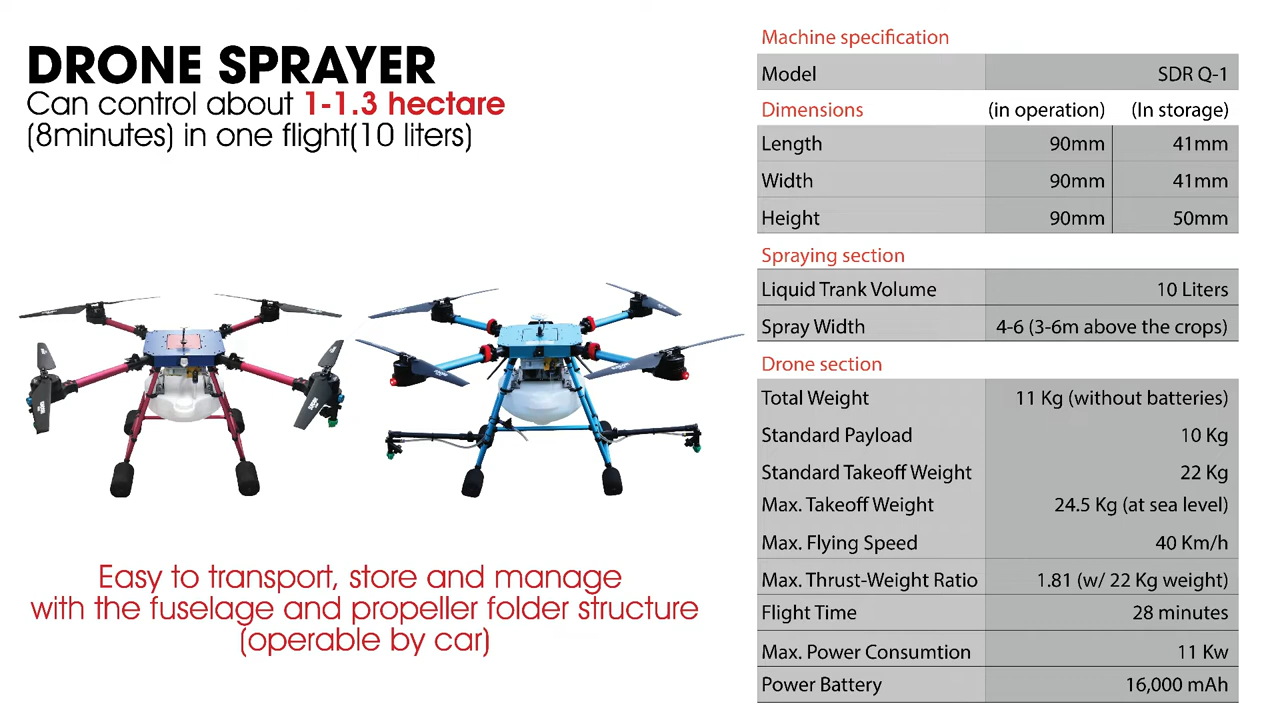 DRONE SPRAYER
Can control about 1-1.3 hectare
(8minutes) in one flight(10 liters)
Easy to transport, store and manage
with the fuselage and propeller folder structure
(operable by car)
Machine specification
Model SDR Q-1
Dimensions (in operation) (In storage)
Length 90mm 41mm
Width 90mm 41mm
Height 90mm 50mm
Spraying section
Liquid Trank Volume 10 Liters
Spray Width 4-6 (3-6m above the crops)
Drone section
Total Weight 11 Kg (without batteries)
Standard Payload 10 Kg
Standard Takeoff Weight 22 Kg
Max. Takeoff Weight 24.5 Kg (at sea level)
Max. Flying Speed 40 Km/h
Max. Thrust-Weight Ratio 1.81 (w/ 22 Kg weight)
Flight Time 28 minutes
Max. Power Consumtion 11 Kw
Power Battery 16,000 mAh